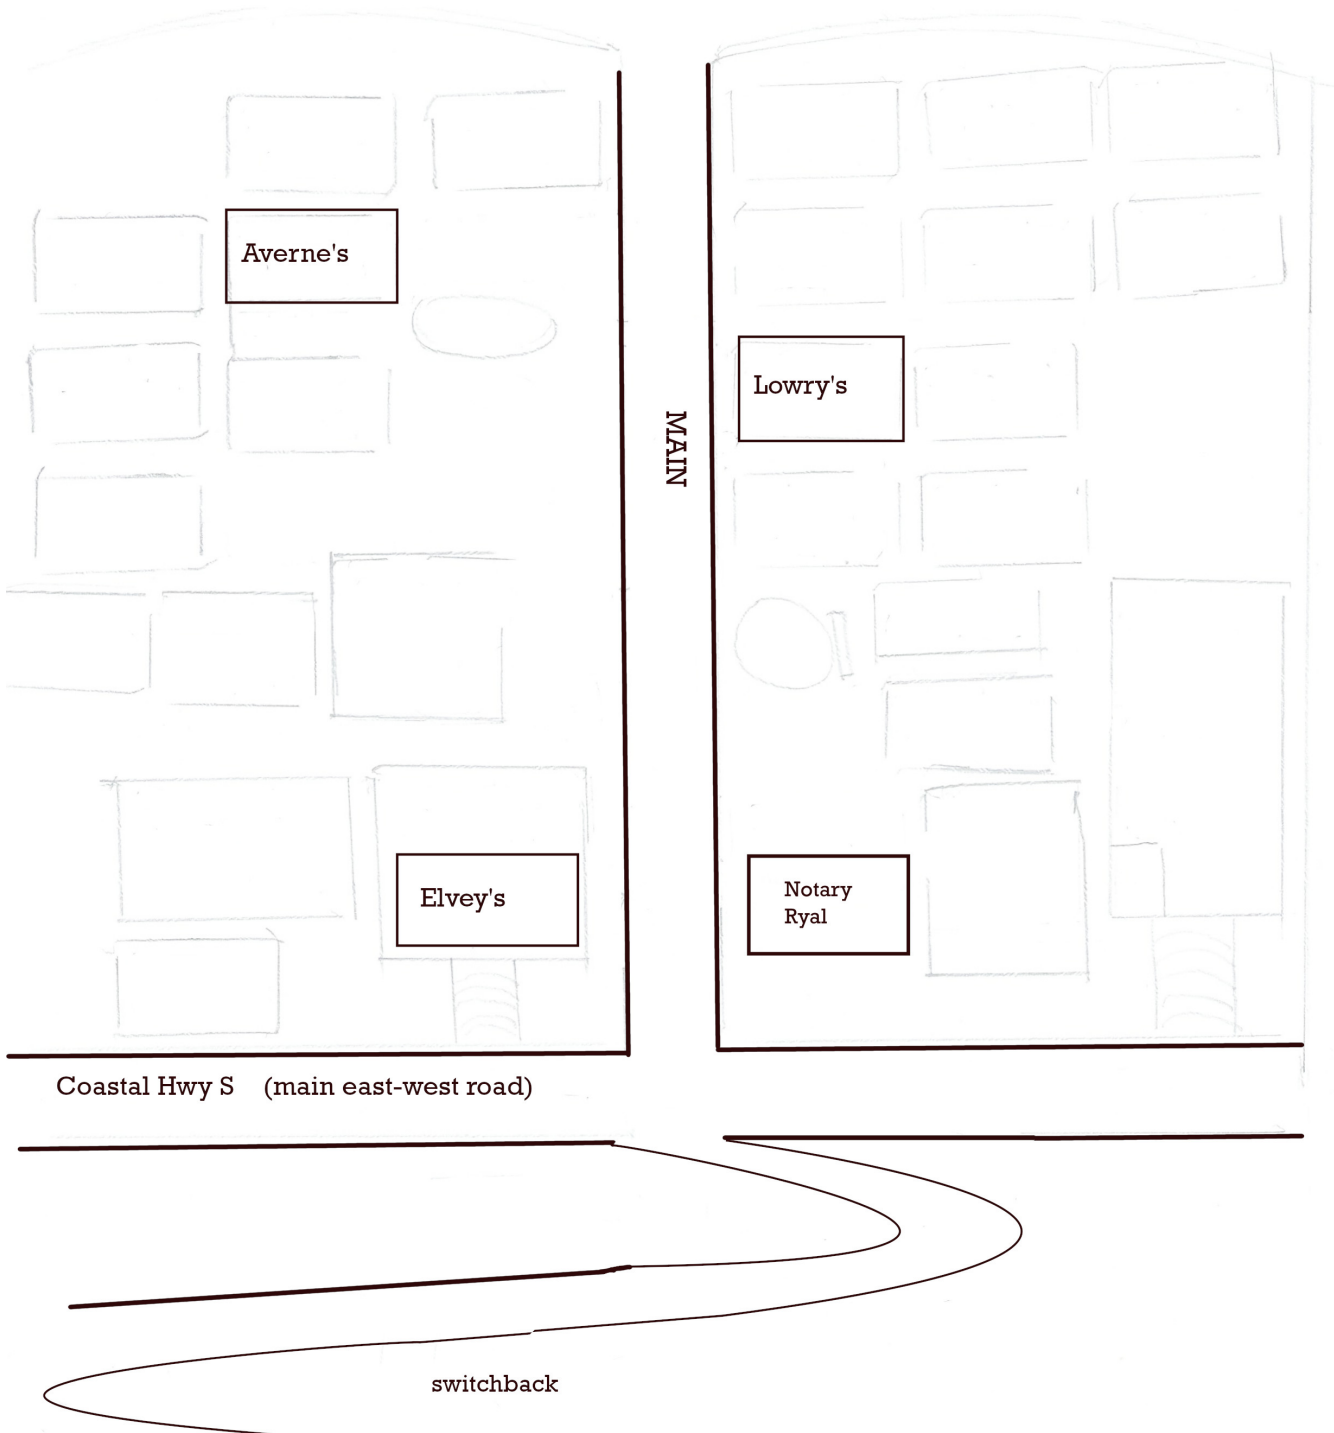 Averne's
Lowry's
MAIN
Elvey's
Notary
Ryal
Coastal Hwy S (main east-west road)
switchback